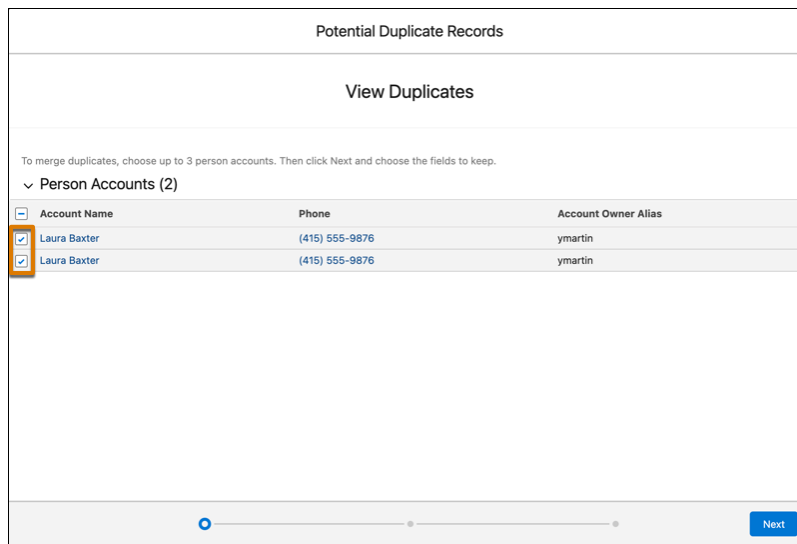 Potential Duplicate Records
View Duplicates
To merge duplicates, choose up to 3 person accounts. Then click Next and choose the fields to keep.
Person Accounts (2)
Account Name Phone Account Owner Alias
Laura Baxter (415) 555-9876 ymartin
Laura Baxter (415) 555-9876 ymartin
Next